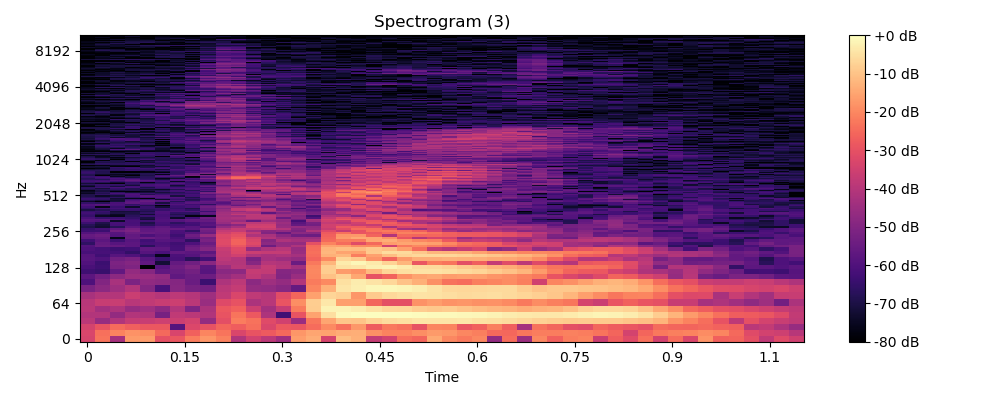 Spectrogram (3)
8192
4096
2048
1024
512
256
128
64
0
Hz
0 0.15 0.3 0.45 0.6 0.75 0.9 1.1
Time
+0 dB
-10 dB
-20 dB
-30 dB
-40 dB
-50 dB
-60 dB
-70 dB
-80 dB